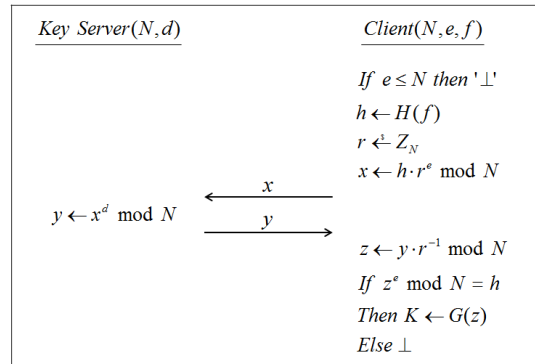 Key Server(N,d)
Client(N,e,f)
If e ≤ N then '⊥'
h ← H(f)
r ←$ Z_N
x ← h · r^e mod N
x
y ← x^d mod N
y
z ← y · r^-1 mod N
If z^e mod N = h
Then K ← G(z)
Else ⊥